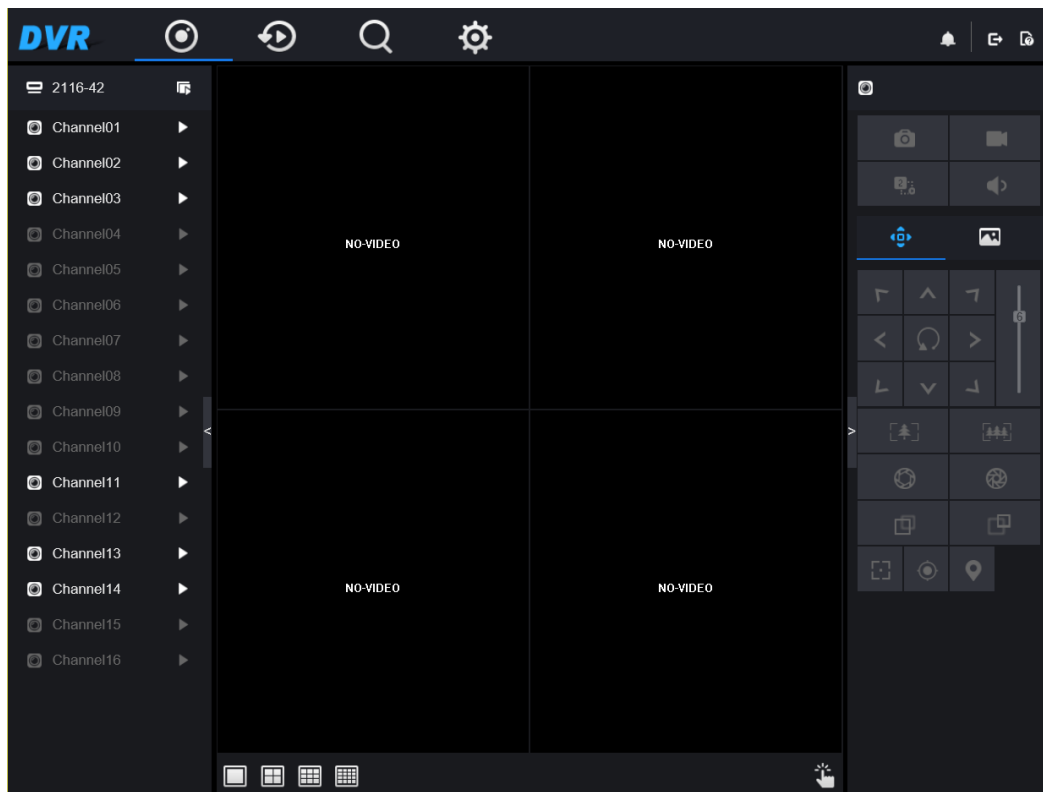 DVR
2116-42
Channel01
Channel02
Channel03
Channel04
Channel05
Channel06
Channel07
Channel08
Channel09
Channel10
Channel11
Channel12
Channel13
Channel14
Channel15
Channel16
NO-VIDEO
NO-VIDEO
NO-VIDEO
NO-VIDEO
2
6